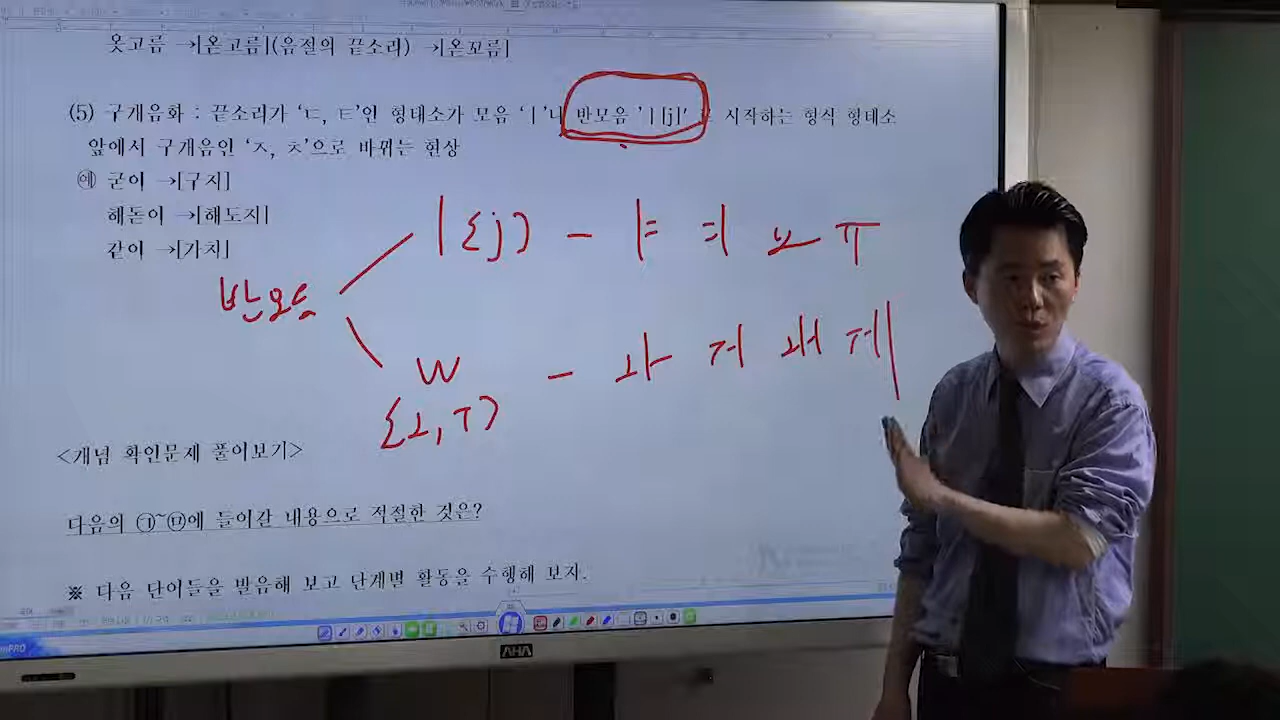 옷고름 →[옫고름](음절의 끝소리) →[옫꼬름]
(5) 구개음화 : 끝소리가 'ㄷ, ㅌ'인 형태소가 모음 'ㅣ'나 반모음 'ㅣ[j]' 로 시작하는 형식 형태소
앞에서 구개음인 'ㅈ, ㅊ'으로 바뀌는 현상
예 굳이 →[구지]
해돋이 →[해도지]
같이 →[가치]
반모음
ㅣ(j) - ㅑ ㅕ ㅛ ㅠ
W - ㅘ ㅝ ㅙ ㅞ
(ㅗ,ㅜ)
<개념 확인문제 풀어보기>
다음의 ㉠~㉤에 들어갈 내용으로 적절한 것은?
※ 다음 단어들을 발음해 보고 단계별 활동을 수행해 보자.
AHA